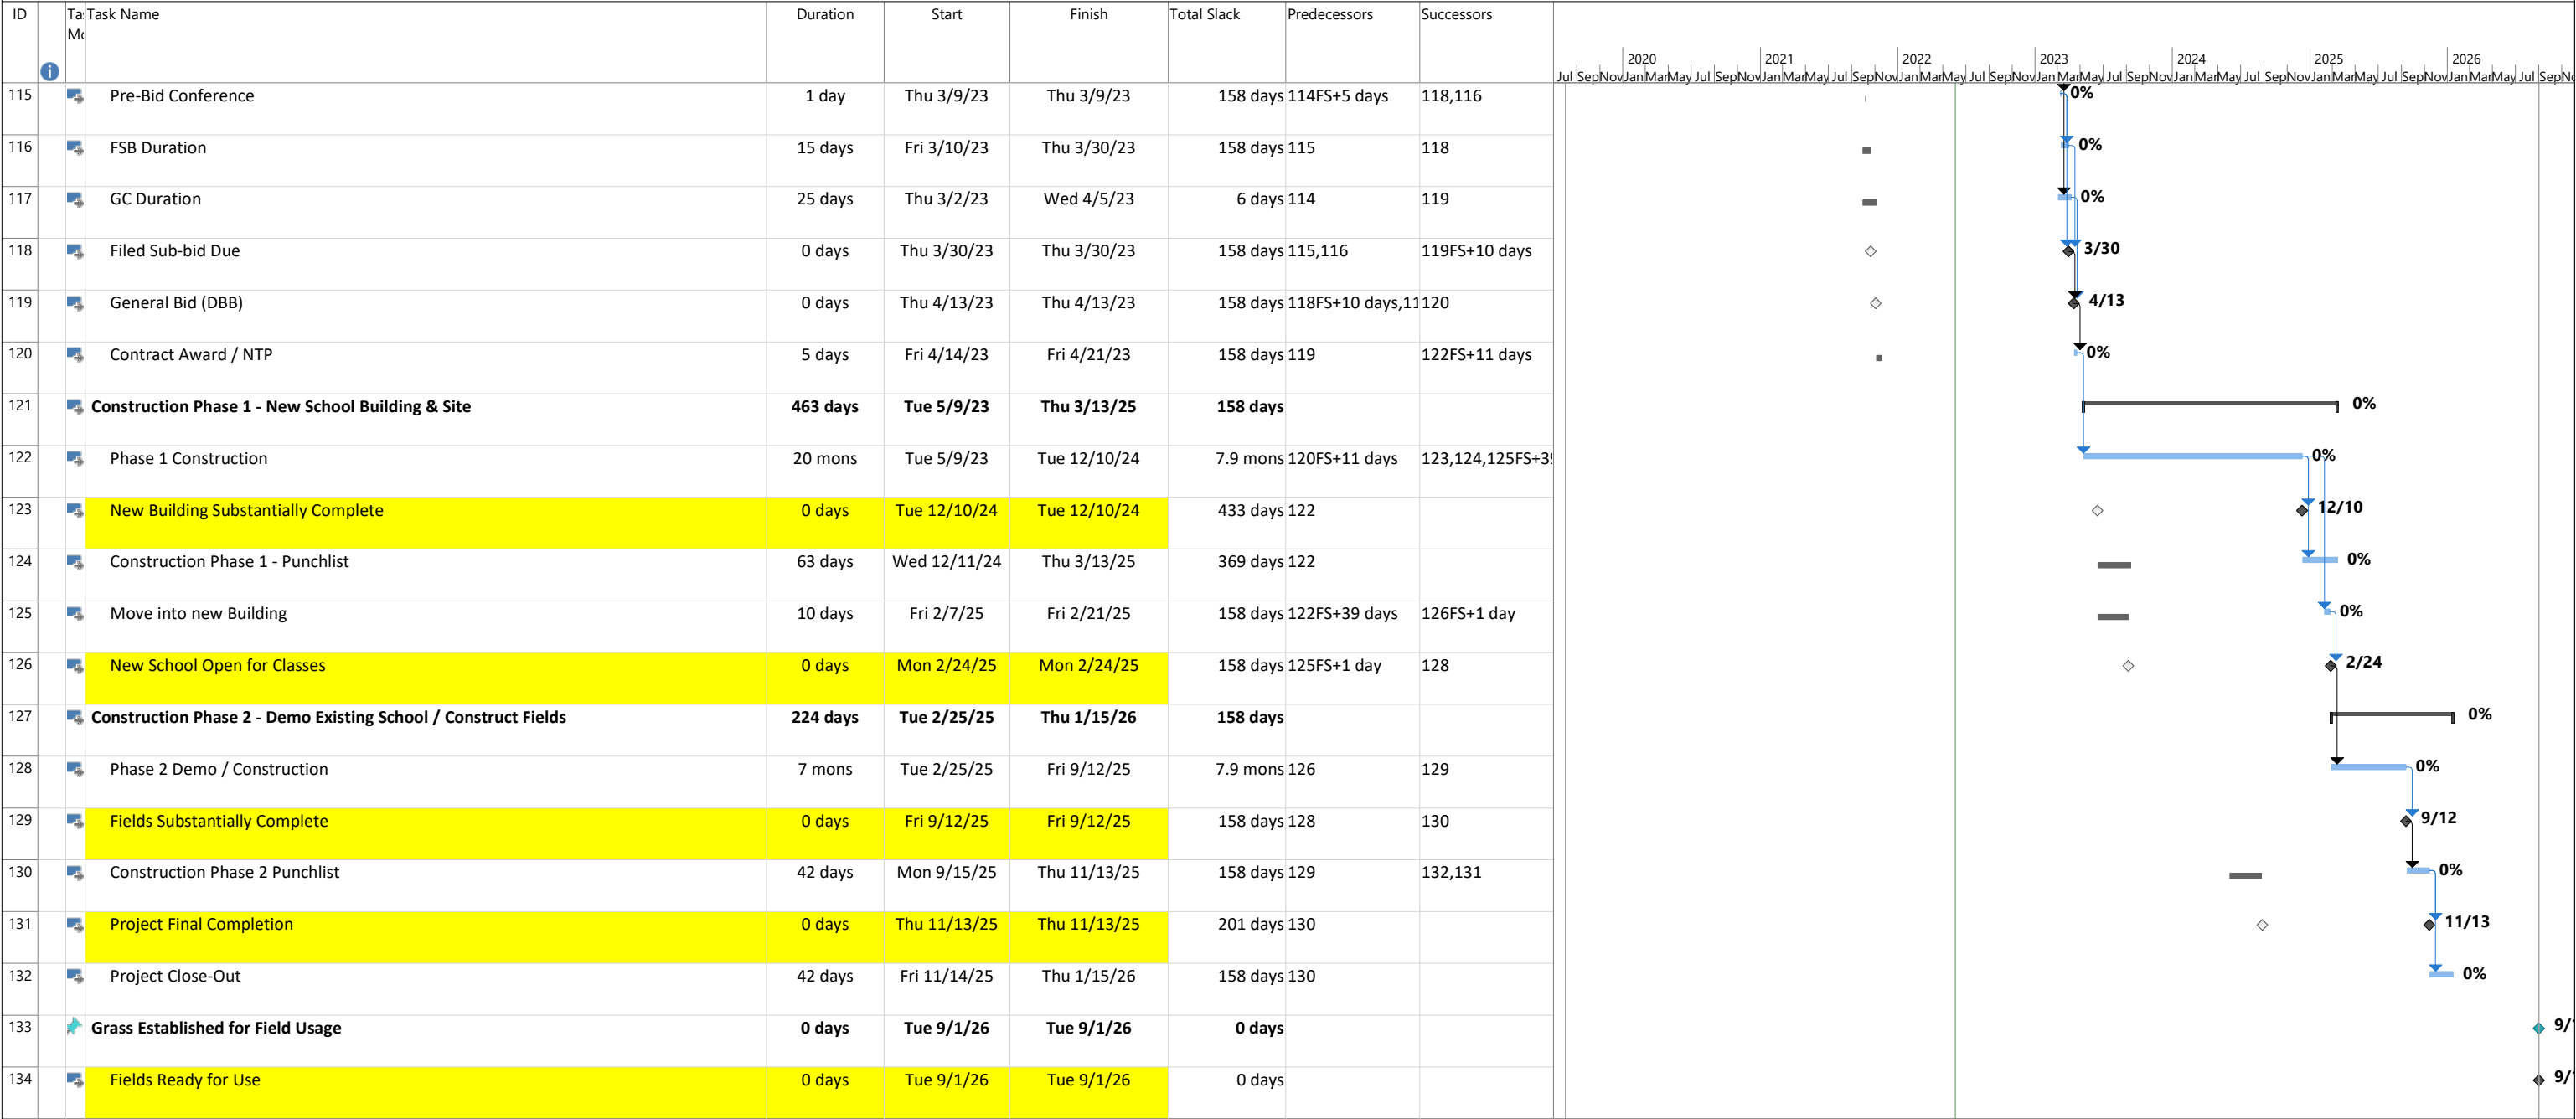 ID Ta: Task Name Duration Start Finish Total Slack Predecessors Successors
Mo
2020 2021 2022 2023 2024 2025 2026
Jul Sep Nov Jan Mar May Jul Sep Nov Jan Mar May Jul Sep Nov Jan Mar May Jul Sep Nov Jan Mar May Jul Sep Nov Jan Mar May Jul Sep Nov Jan Mar May Jul Sep Nov Jan Mar May Jul Sep No
115 Pre-Bid Conference 1 day Thu 3/9/23 Thu 3/9/23 158 days 114FS+5 days 118,116 0%
116 FSB Duration 15 days Fri 3/10/23 Thu 3/30/23 158 days 115 118 0%
117 GC Duration 25 days Thu 3/2/23 Wed 4/5/23 6 days 114 119 0%
118 Filed Sub-bid Due 0 days Thu 3/30/23 Thu 3/30/23 158 days 115,116 119FS+10 days 3/30
119 General Bid (DBB) 0 days Thu 4/13/23 Thu 4/13/23 158 days 118FS+10 days,11 120 4/13
120 Contract Award / NTP 5 days Fri 4/14/23 Fri 4/21/23 158 days 119 122FS+11 days 0%
121 Construction Phase 1 - New School Building & Site 463 days Tue 5/9/23 Thu 3/13/25 158 days 0%
122 Phase 1 Construction 20 mons Tue 5/9/23 Tue 12/10/24 7.9 mons 120FS+11 days 123,124,125FS+39 0%
123 New Building Substantially Complete 0 days Tue 12/10/24 Tue 12/10/24 433 days 122 12/10
124 Construction Phase 1 - Punchlist 63 days Wed 12/11/24 Thu 3/13/25 369 days 122 0%
125 Move into new Building 10 days Fri 2/7/25 Fri 2/21/25 158 days 122FS+39 days 126FS+1 day 0%
126 New School Open for Classes 0 days Mon 2/24/25 Mon 2/24/25 158 days 125FS+1 day 128 2/24
127 Construction Phase 2 - Demo Existing School / Construct Fields 224 days Tue 2/25/25 Thu 1/15/26 158 days 0%
128 Phase 2 Demo / Construction 7 mons Tue 2/25/25 Fri 9/12/25 7.9 mons 126 129 0%
129 Fields Substantially Complete 0 days Fri 9/12/25 Fri 9/12/25 158 days 128 130 9/12
130 Construction Phase 2 Punchlist 42 days Mon 9/15/25 Thu 11/13/25 158 days 129 132,131 0%
131 Project Final Completion 0 days Thu 11/13/25 Thu 11/13/25 201 days 130 11/13
132 Project Close-Out 42 days Fri 11/14/25 Thu 1/15/26 158 days 130 0%
133 Grass Established for Field Usage 0 days Tue 9/1/26 Tue 9/1/26 0 days 9/1
134 Fields Ready for Use 0 days Tue 9/1/26 Tue 9/1/26 0 days 9/1